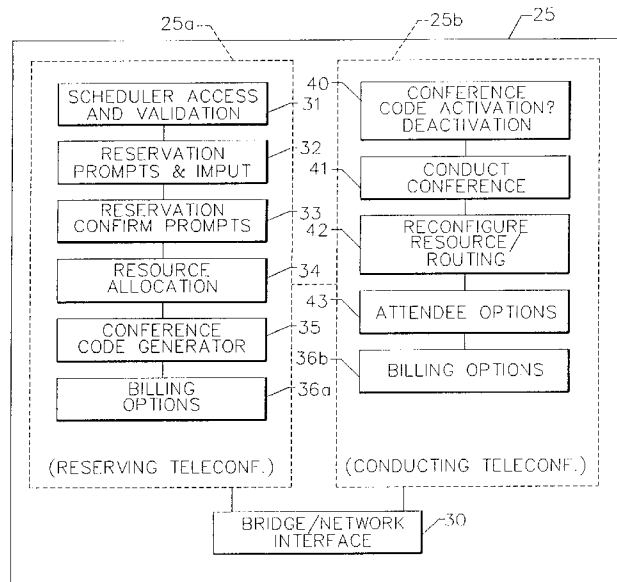 25a
25b
25
SCHEDULER ACCESS
AND VALIDATION
31
RESERVATION
PROMPTS & IMPUT
32
RESERVATION
CONFIRM PROMPTS
33
RESOURCE
ALLOCATION
34
CONFERENCE
CODE GENERATOR
35
BILLING
OPTIONS
36a
(RESERVING TELECONF.)
40
CONFERENCE
CODE ACTIVATION?
DEACTIVATION
41
CONDUCT
CONFERENCE
42
RECONFIGURE
RESOURCE/
ROUTING
43
ATTENDEE OPTIONS
36b
BILLING OPTIONS
(CONDUCTING TELECONF.)
BRIDGE/NETWORK
INTERFACE
30